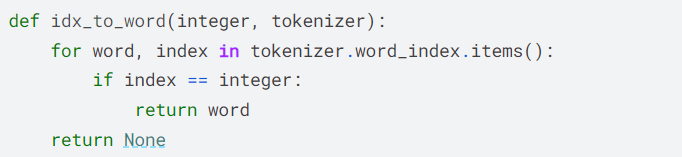 def idx_to_word(integer, tokenizer):
    for word, index in tokenizer.word_index.items():
        if index == integer:
            return word
    return None